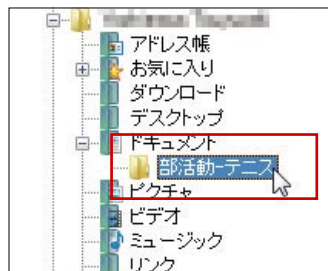 アドレス帳
お気に入り
ダウンロード
デスクトップ
ドキュメント
部活動-テニス
ピクチャ
ビデオ
ミュージック
リンク